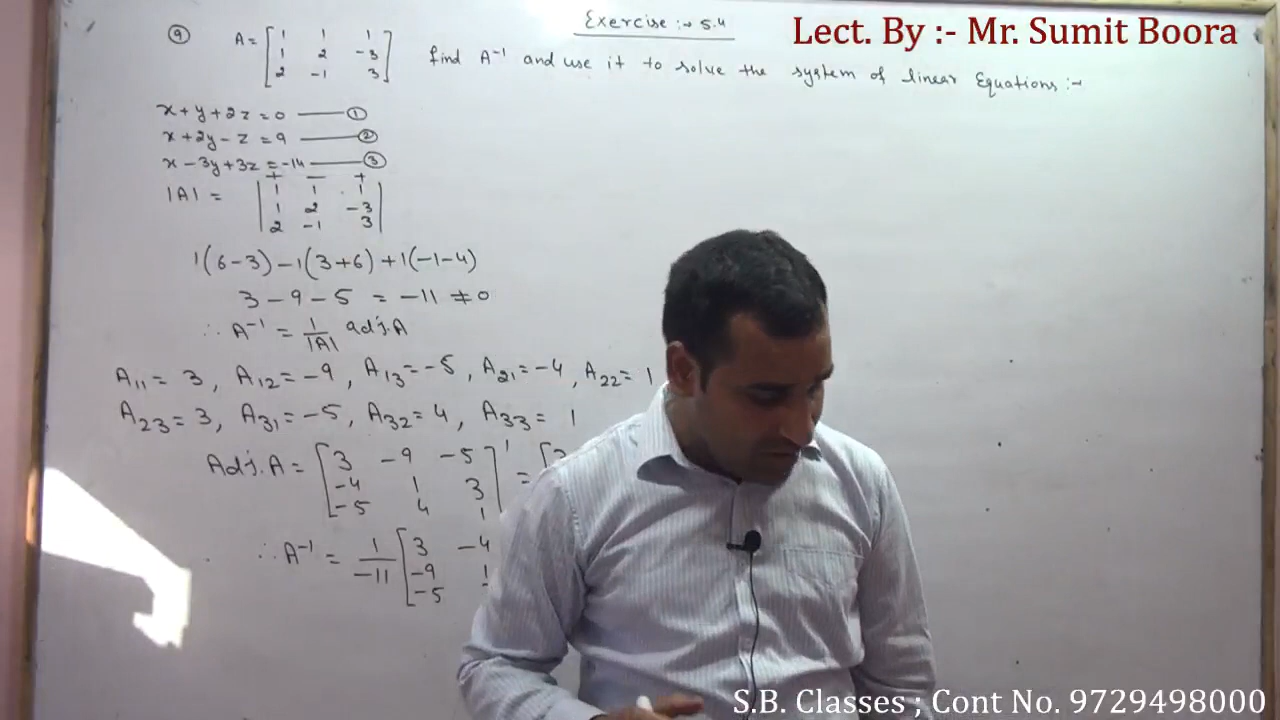 Exercise :→ 5.4
Lect. By :- Mr. Sumit Boora
⑨ A = [1 1 1 find A⁻¹ and use it to solve the system of linear Equations :→
1 2 -3
2 -1 3]
x + y + 2z = 0 —— ①
x + 2y - z = 9 —— ②
x - 3y + 3z = -14 —— ③
+ - +
|A| = |1 1 1
1 2 -3
2 -1 3|
1(6-3) -1(3+6) +1(-1-4)
3 - 9 - 5 = -11 ≠ 0
∴ A⁻¹ = 1/|A| adj.A
A₁₁ = 3, A₁₂ = -9, A₁₃ = -5, A₂₁ = -4, A₂₂ = 1
A₂₃ = 3, A₃₁ = -5, A₃₂ = 4, A₃₃ = 1
Adj.A = [3 -9 -5
-4 1 3
-5 4 1]' = [
∴ A⁻¹ = 1/-11 [3 -4
-9 1
-5
S.B. Classes ; Cont No. 9729498000